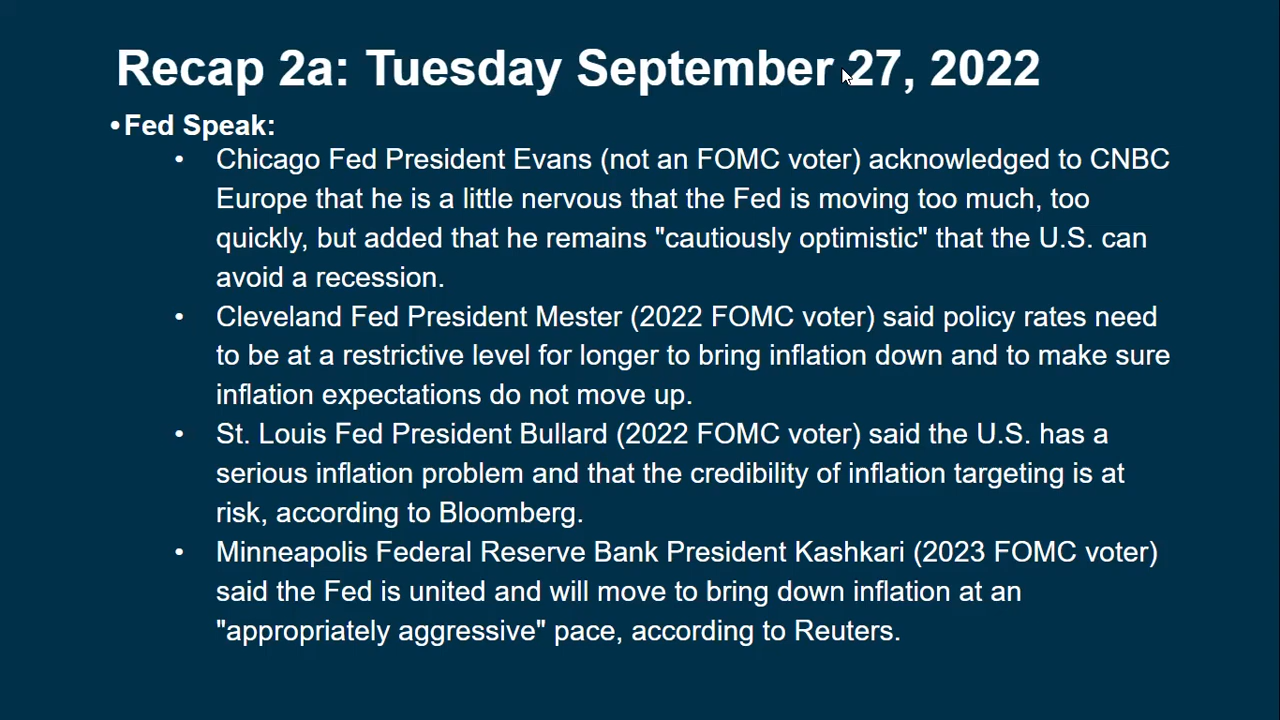 Recap 2a: Tuesday September 27, 2022
•Fed Speak:
• Chicago Fed President Evans (not an FOMC voter) acknowledged to CNBC
Europe that he is a little nervous that the Fed is moving too much, too
quickly, but added that he remains "cautiously optimistic" that the U.S. can
avoid a recession.
• Cleveland Fed President Mester (2022 FOMC voter) said policy rates need
to be at a restrictive level for longer to bring inflation down and to make sure
inflation expectations do not move up.
• St. Louis Fed President Bullard (2022 FOMC voter) said the U.S. has a
serious inflation problem and that the credibility of inflation targeting is at
risk, according to Bloomberg.
• Minneapolis Federal Reserve Bank President Kashkari (2023 FOMC voter)
said the Fed is united and will move to bring down inflation at an
"appropriately aggressive" pace, according to Reuters.